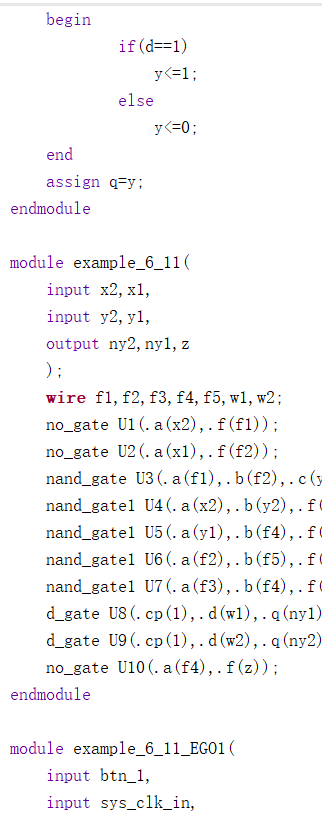 begin
if(d==1)
y<=1;
else
y<=0;
end
assign q=y;
endmodule
module example_6_11(
input x2,x1,
input y2,y1,
output ny2,ny1,z
);
wire f1,f2,f3,f4,f5,w1,w2;
no_gate U1(.a(x2),.f(f1));
no_gate U2(.a(x1),.f(f2));
nand_gate U3(.a(f1),.b(f2),.c(y
nand_gate1 U4(.a(x2),.b(y2),.f(
nand_gate1 U5(.a(y1),.b(f4),.f(
nand_gate1 U6(.a(f2),.b(f5),.f(
nand_gate1 U7(.a(f3),.b(f4),.f(
d_gate U8(.cp(1),.d(w1),.q(ny1)
d_gate U9(.cp(1),.d(w2),.q(ny2)
no_gate U10(.a(f4),.f(z));
endmodule
module example_6_11_EGO1(
input btn_1,
input sys_clk_in,